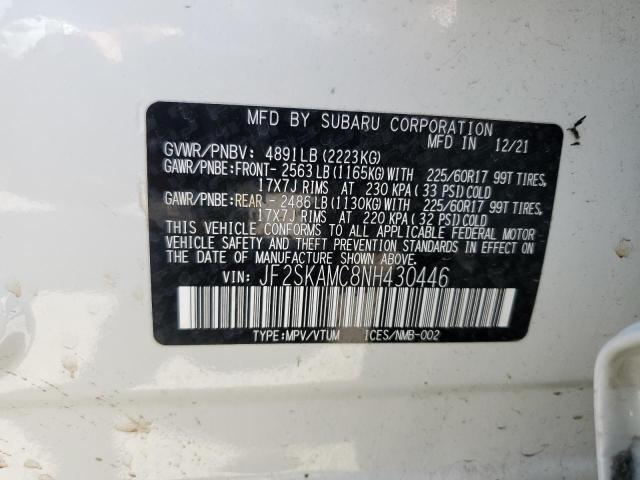 MFD BY SUBARU CORPORATION
MFD IN 12/21
GVWR/PNBV: 4891LB(2223KG)
GAWR/PNBE:FRONT- 2563LB(1165KG)WITH 225/60R17 99T TIRES,
17X7J RIMS AT 230 KPA(33 PSI)COLD
GAWR/PNBE:REAR - 2486LB(1130KG)WITH 225/60R17 99T TIRES,
17X7J RIMS AT 220 KPA(32 PSI)COLD
THIS VEHICLE CONFORMS TO ALL APPLICABLE FEDERAL MOTOR
VEHICLE SAFETY AND THEFT PREVENTION STANDARDS IN EFFECT ON
THE DATE OF MANUFACTURE SHOWN ABOVE.
VIN: JF2SKAMC8NH430446
TYPE:MPV/VTUM ICES/NMB-002